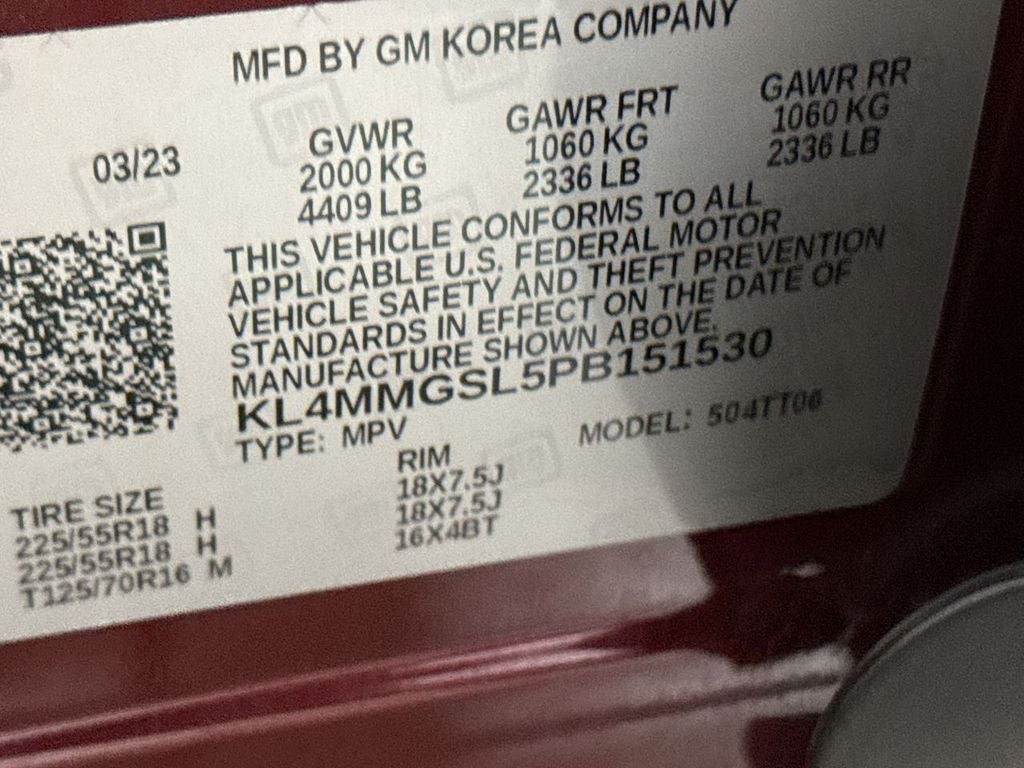 MFD BY GM KOREA COMPANY
03/23
GVWR
2000 KG
4409 LB
GAWR FRT
1060 KG
2336 LB
GAWR RR
1060 KG
2336 LB
THIS VEHICLE CONFORMS TO ALL
APPLICABLE U.S. FEDERAL MOTOR
VEHICLE SAFETY AND THEFT PREVENTION
STANDARDS IN EFFECT ON THE DATE OF
MANUFACTURE SHOWN ABOVE.
KL4MMGSL5PB151530
TYPE: MPV
MODEL: 504TT06
TIRE SIZE
225/55R18 H
225/55R18 H
T125/70R16 M
RIM
18X7.5J
18X7.5J
16X4BT